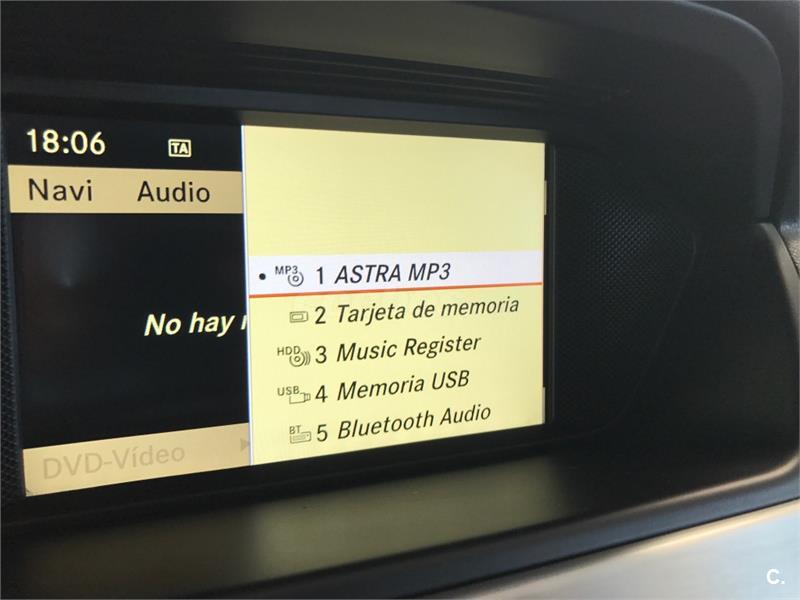 18:06 TA
Navi Audio
No hay
DVD-Vídeo
MP3 1 ASTRA MP3
2 Tarjeta de memoria
HDD 3 Music Register
USB 4 Memoria USB
BT 5 Bluetooth Audio
C.